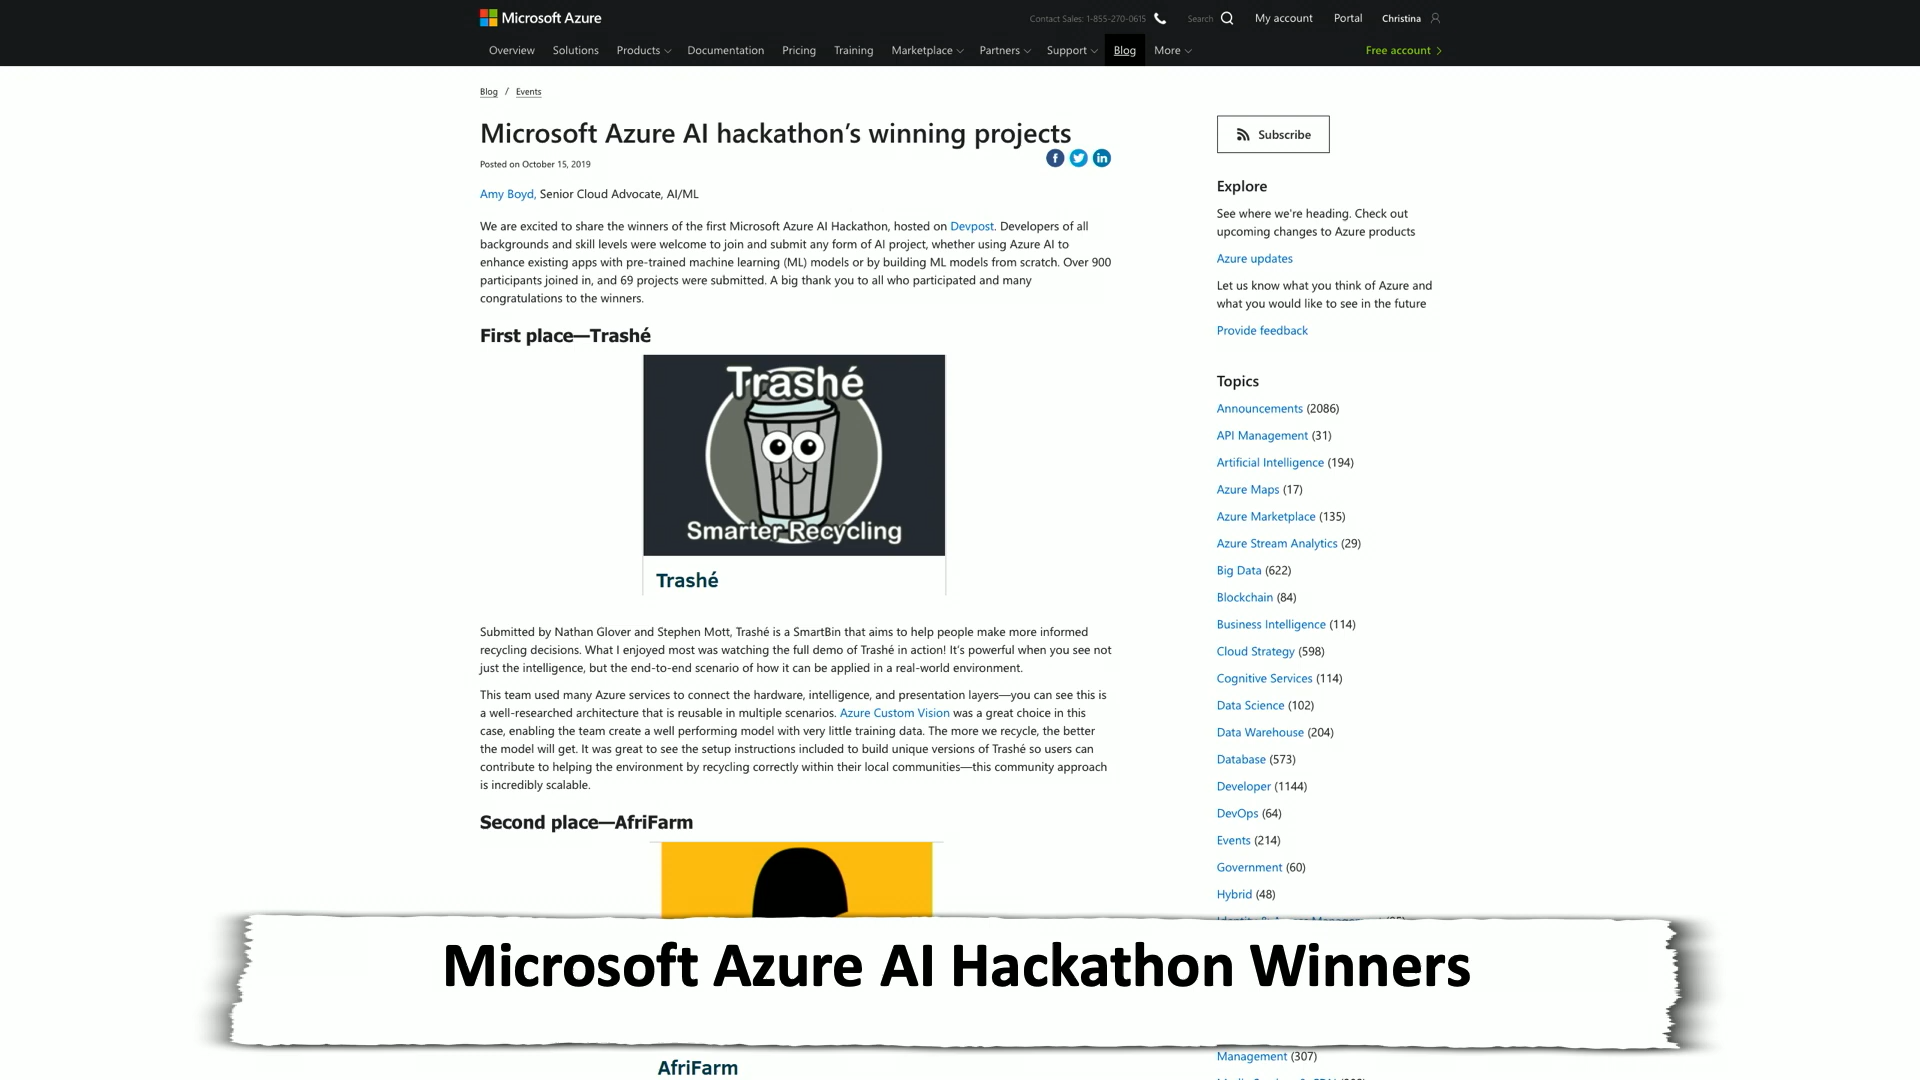 Microsoft Azure
Contact Sales: 1-855-270-0615
Search
My account
Portal
Christina
Overview
Solutions
Products
Documentation
Pricing
Training
Marketplace
Partners
Support
Blog
More
Free account
Blog / Events
Microsoft Azure AI hackathon’s winning projects
Posted on October 15, 2019
Amy Boyd, Senior Cloud Advocate, AI/ML
We are excited to share the winners of the first Microsoft Azure AI Hackathon, hosted on Devpost. Developers of all
backgrounds and skill levels were welcome to join and submit any form of AI project, whether using Azure AI to
enhance existing apps with pre-trained machine learning (ML) models or by building ML models from scratch. Over 900
participants joined in, and 69 projects were submitted. A big thank you to all who participated and many
congratulations to the winners.
First place—Trashé
Trashé
Smarter Recycling
Trashé
Submitted by Nathan Glover and Stephen Mott, Trashé is a SmartBin that aims to help people make more informed
recycling decisions. What I enjoyed most was watching the full demo of Trashé in action! It’s powerful when you see not
just the intelligence, but the end-to-end scenario of how it can be applied in a real-world environment.
This team used many Azure services to connect the hardware, intelligence, and presentation layers—you can see this is
a well-researched architecture that is reusable in multiple scenarios. Azure Custom Vision was a great choice in this
case, enabling the team create a well performing model with very little training data. The more we recycle, the better
the model will get. It was great to see the setup instructions included to build unique versions of Trashé so users can
contribute to helping the environment by recycling correctly within their local communities—this community approach
is incredibly scalable.
Second place—AfriFarm
AfriFarm
Subscribe
Explore
See where we're heading. Check out
upcoming changes to Azure products
Azure updates
Let us know what you think of Azure and
what you would like to see in the future
Provide feedback
Topics
Announcements (2086)
API Management (31)
Artificial Intelligence (194)
Azure Maps (17)
Azure Marketplace (135)
Azure Stream Analytics (29)
Big Data (622)
Blockchain (84)
Business Intelligence (114)
Cloud Strategy (598)
Cognitive Services (114)
Data Science (102)
Data Warehouse (204)
Database (573)
Developer (1144)
DevOps (64)
Events (214)
Government (60)
Hybrid (48)
Management (307)
Microsoft Azure AI Hackathon Winners